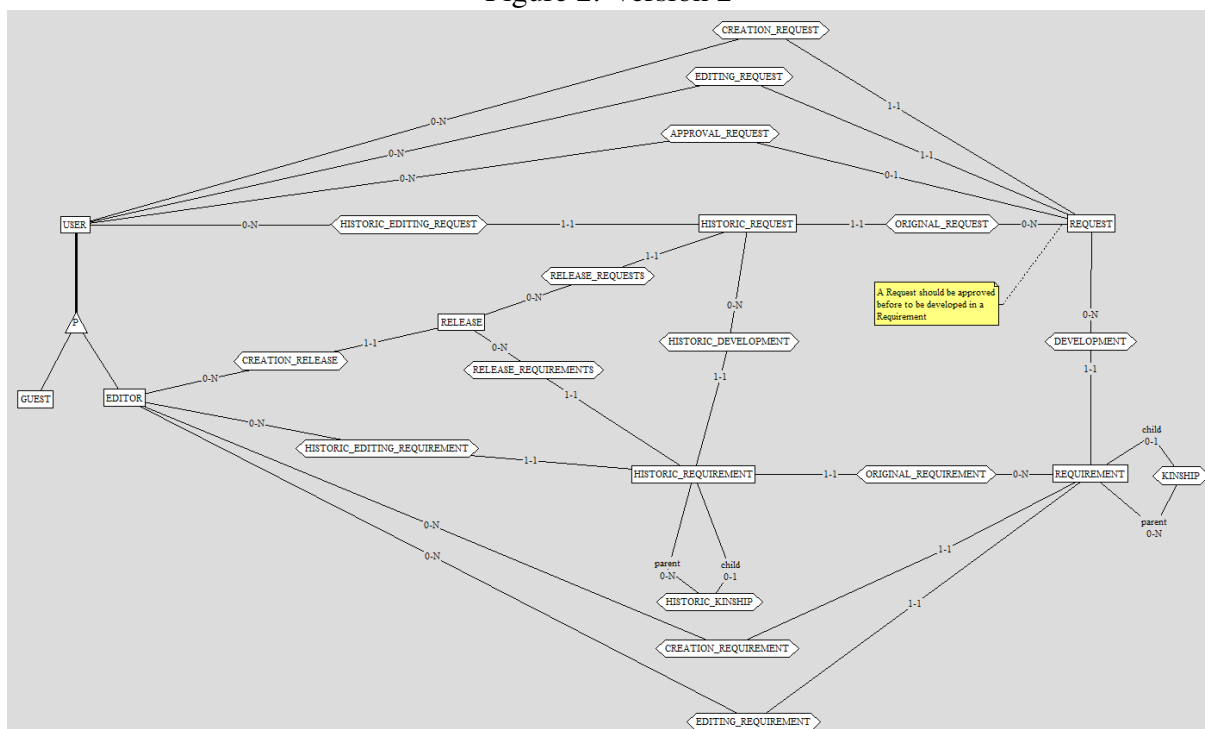 Figure 2: Version 2
CREATION_REQUEST
EDITING_REQUEST
1-1
0-N
APPROVAL_REQUEST
0-N
1-1
0-N
0-1
USER
0-N
HISTORIC_EDITING_REQUEST
1-1
HISTORIC_REQUEST
1-1
ORIGINAL_REQUEST
0-N
REQUEST
1-1
RELEASE_REQUESTS
0-N
A Request should be approved
before to be developed in a
Requirement
0-N
0-N
P
RELEASE
0-N
HISTORIC_DEVELOPMENT
DEVELOPMENT
1-1
CREATION_RELEASE
RELEASE_REQUIREMENTS
0-N
1-1
1-1
1-1
GUEST
EDITOR
0-N
child
0-1
HISTORIC_EDITING_REQUIREMENT
1-1
HISTORIC_REQUIREMENT
1-1
ORIGINAL_REQUIREMENT
0-N
REQUIREMENT
KINSHIP
0-N
parent
0-N
0-N
1-1
parent
0-N
child
0-1
HISTORIC_KINSHIP
1-1
CREATION_REQUIREMENT
EDITING_REQUIREMENT